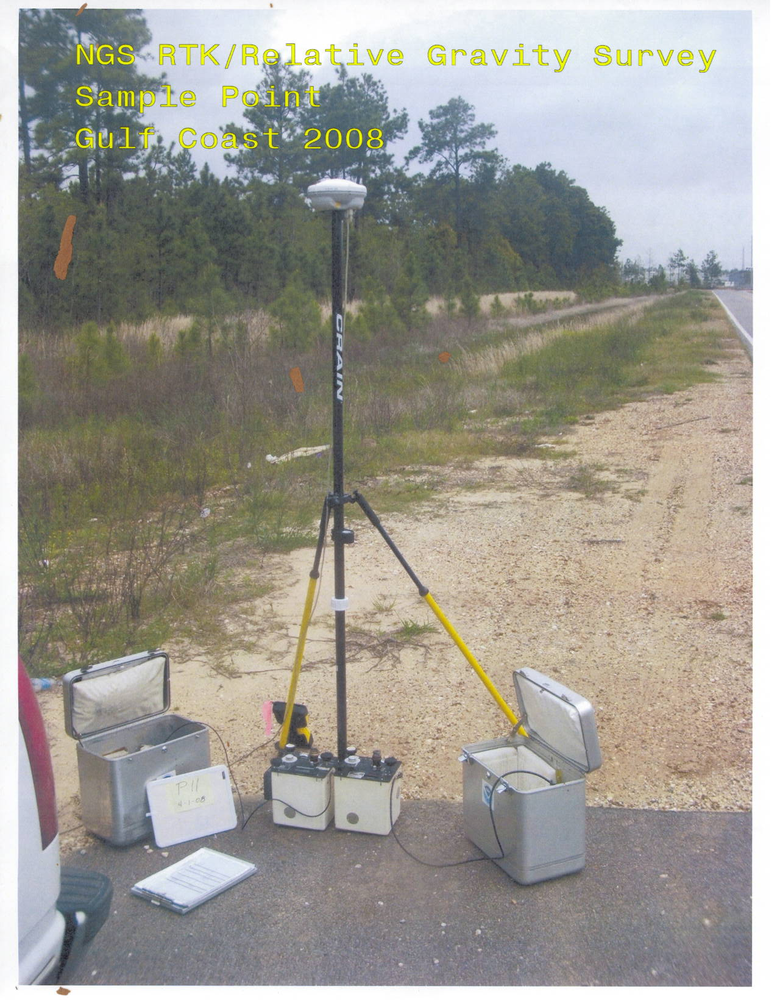 NGS RTK/Relative Gravity Survey
Sample Point
Gulf Coast 2008
CRAIN
P11
4-1-08